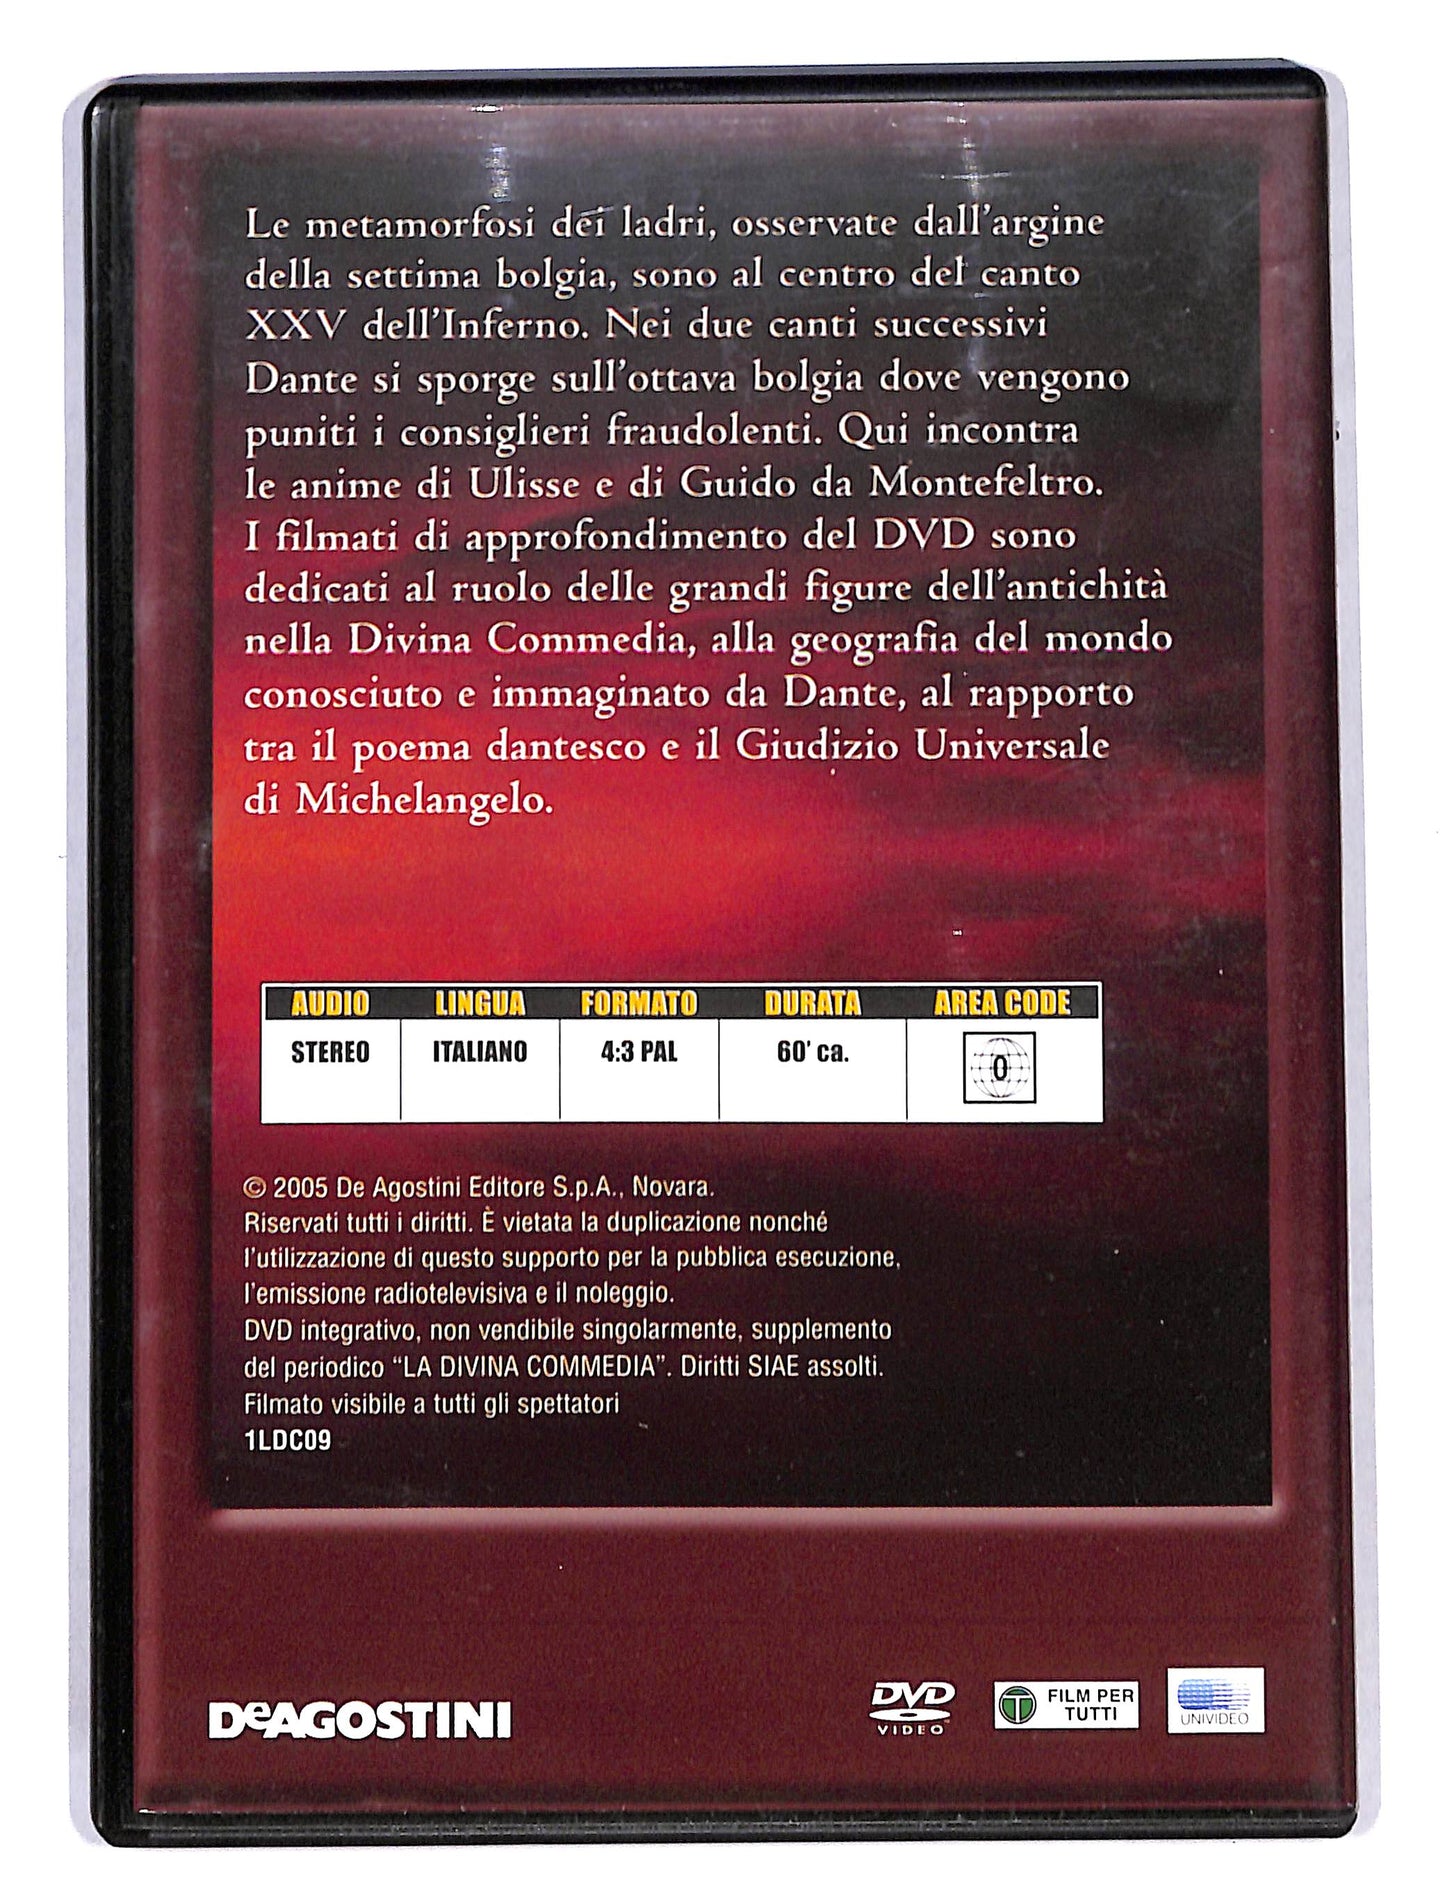 Le metamorfosi dei ladri, osservate dall'argine
della settima bolgia, sono al centro del canto
XXV dell'Inferno. Nei due canti successivi
Dante si sporge sull'ottava bolgia dove vengono
puniti i consiglieri fraudolenti. Qui incontra
le anime di Ulisse e di Guido da Montefeltro.
I filmati di approfondimento del DVD sono
dedicati al ruolo delle grandi figure dell'antichità
nella Divina Commedia, alla geografia del mondo
conosciuto e immaginato da Dante, al rapporto
tra il poema dantesco e il Giudizio Universale
di Michelangelo.
AUDIO LINGUA FORMATO DURATA AREA CODE
STEREO ITALIANO 4:3 PAL 60' ca. 0
© 2005 De Agostini Editore S.p.A., Novara.
Riservati tutti i diritti. È vietata la duplicazione nonché
l'utilizzazione di questo supporto per la pubblica esecuzione,
l'emissione radiotelevisiva e il noleggio.
DVD integrativo, non vendibile singolarmente, supplemento
del periodico “LA DIVINA COMMEDIA”. Diritti SIAE assolti.
Filmato visibile a tutti gli spettatori
1LDC09
DeAGOSTINI
DVD
VIDEO™
T FILM PER
TUTTI
UNIVIDEO